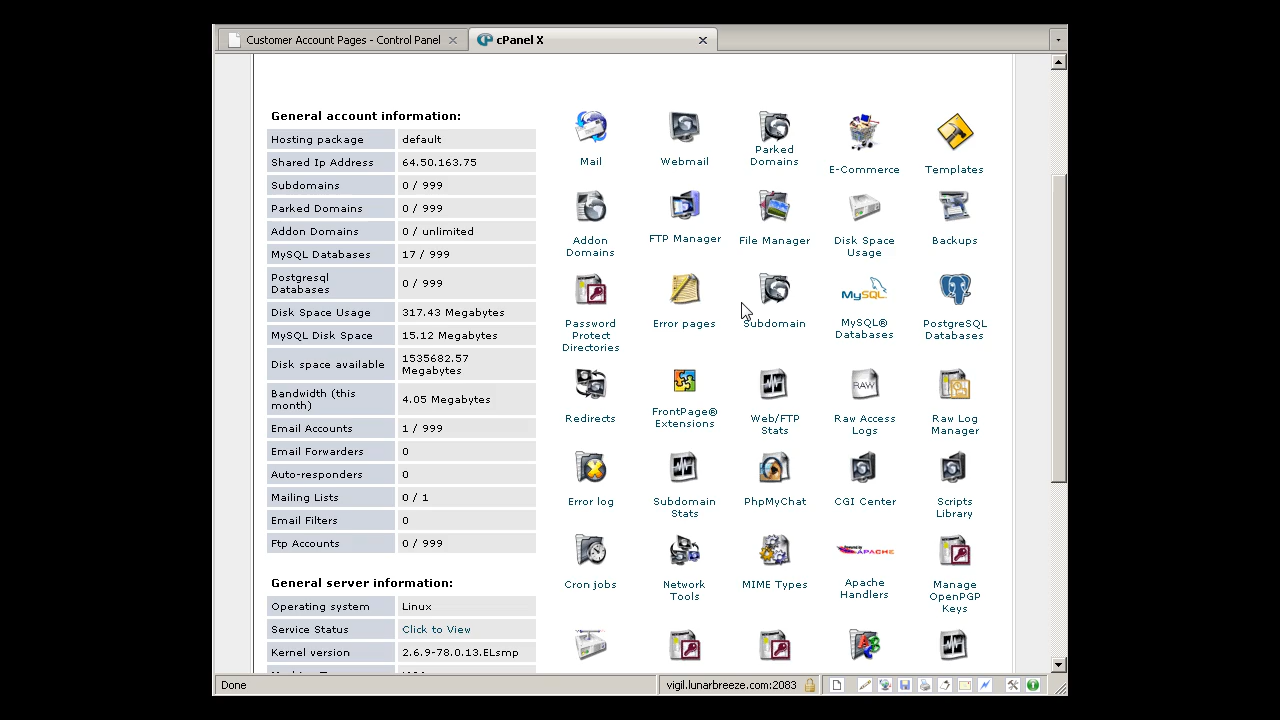 Customer Account Pages - Control Panel
cPanel X
General account information:
Hosting package default
Shared Ip Address 64.50.163.75
Subdomains 0 / 999
Parked Domains 0 / 999
Addon Domains 0 / unlimited
MySQL Databases 17 / 999
Postgresql
Databases 0 / 999
Disk Space Usage 317.43 Megabytes
MySQL Disk Space 15.12 Megabytes
Disk space available 1535682.57
Megabytes
Bandwidth (this
month) 4.05 Megabytes
Email Accounts 1 / 999
Email Forwarders 0
Auto-responders 0
Mailing Lists 0 / 1
Email Filters 0
Ftp Accounts 0 / 999
General server information:
Operating system Linux
Service Status Click to View
Kernel version 2.6.9-78.0.13.ELsmp
Mail
Webmail
Parked
Domains
E-Commerce
Templates
Addon
Domains
FTP Manager
File Manager
Disk Space
Usage
Backups
Password
Protect
Directories
Error pages
Subdomain
MySQL
MySQL®
Databases
PostgreSQL
Databases
Redirects
FrontPage®
Extensions
Web/FTP
Stats
RAW
Raw Access
Logs
Raw Log
Manager
Error log
Subdomain
Stats
PhpMyChat
CGI Center
Scripts
Library
Cron jobs
Network
Tools
MIME Types
Powered by
APACHE
Apache
Handlers
Manage
OpenPGP
Keys
Done
vigil.lunarbreeze.com:2083